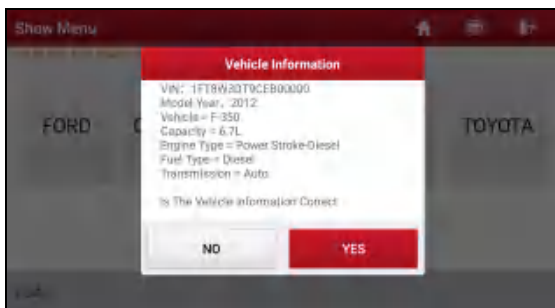 Show Menu
Vehicle Information
VIN: 1FT8W3DT9CEB00000
Model Year: 2012
Vehicle = F-350
Capacity = 6.7L
Engine Type = Power Stroke-Diesel
Fuel Type = Diesel
Transmission = Auto
Is The Vehicle Information Correct
FORD
TOYOTA
NO
YES